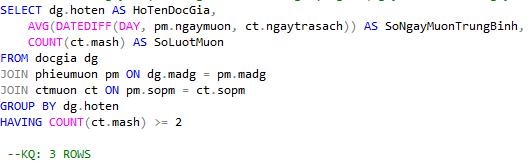 SELECT dg.hoten AS HoTenDocGia,
AVG(DATEDIFF(DAY, pm.ngaymuon, ct.ngaytrasach)) AS SoNgayMuonTrungBinh,
COUNT(ct.mash) AS SoLuotMuon
FROM docgia dg
JOIN phieumuon pm ON dg.madg = pm.madg
JOIN ctmuon ct ON pm.sopm = ct.sopm
GROUP BY dg.hoten
HAVING COUNT(ct.mash) >= 2
--KQ: 3 ROWS